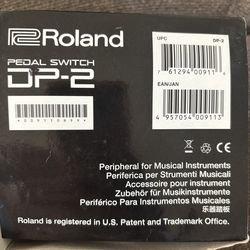 Roland
PEDAL SWITCH
DP-2
UPC
DP-2
7 61294 00911 4
EAN/JAN
4 957054 009113
*009110899*
Peripheral for Musical Instruments
Periferica per Strumenti Musicali
Accessoire pour instrument
Zubehör für Musikinstrumente
Periférico Para Instrumentos Musicales
乐器踏板
Roland is registered in U.S. Patent and Trademark Office.